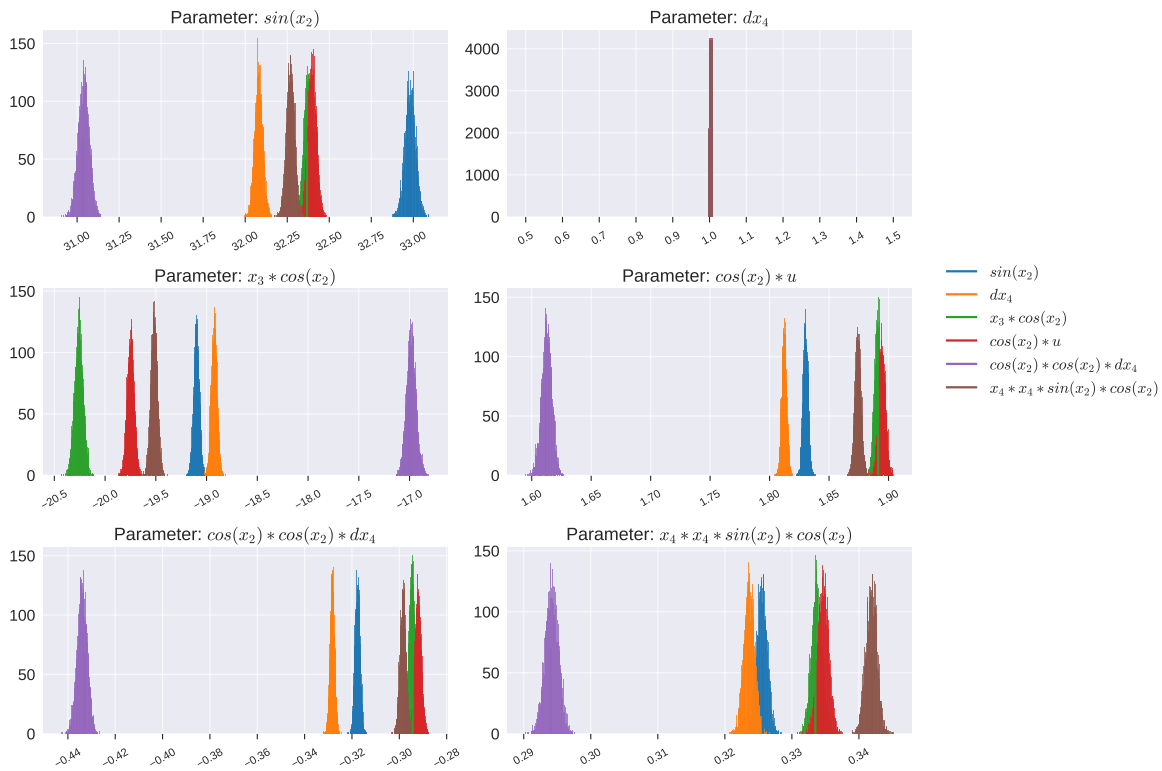 Parameter: sin(x₂)
150
100
50
0
31.00 31.25 31.50 31.75 32.00 32.25 32.50 32.75 33.00
Parameter: dx₄
4000
3000
2000
1000
0
0.5 0.6 0.7 0.8 0.9 1.0 1.1 1.2 1.3 1.4 1.5
Parameter: x₃ * cos(x₂)
150
100
50
0
−20.5 −20.0 −19.5 −19.0 −18.5 −18.0 −17.5 −17.0
Parameter: cos(x₂) * u
150
100
50
0
1.60 1.65 1.70 1.75 1.80 1.85 1.90
Parameter: cos(x₂) * cos(x₂) * dx₄
150
100
50
0
−0.44 −0.42 −0.40 −0.38 −0.36 −0.34 −0.32 −0.30 −0.28
Parameter: x₄ * x₄ * sin(x₂) * cos(x₂)
150
100
50
0
0.29 0.30 0.31 0.32 0.33 0.34
sin(x₂)
dx₄
x₃ * cos(x₂)
cos(x₂) * u
cos(x₂) * cos(x₂) * dx₄
x₄ * x₄ * sin(x₂) * cos(x₂)